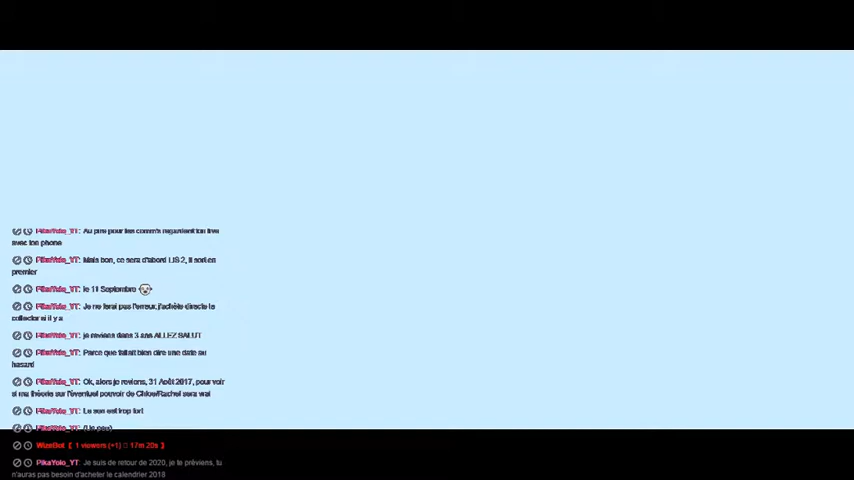 PikaYolo_YT: Au pire pour les comm's regardent ton live
avec ton phone
PikaYolo_YT: Mais bon, ce sera d'abord LIS 2, il sort en
premier
PikaYolo_YT: le 11 Septembre
PikaYolo_YT: Je ne ferai pas l'erreur, j'achète directe le
collector si il y a
PikaYolo_YT: je reviens dans 3 ans ALLEZ SALUT
PikaYolo_YT: Parce que fallait bien dire une date au
hasard
PikaYolo_YT: Ok, alors je reviens, 31 Août 2017, pour voir
si ma théorie sur l'éventuel pouvoir de Chloe/Rachel sera vrai
PikaYolo_YT: Le son est trop fort
PikaYolo_YT:
WizeBot [ 1 viewers (+1) 17m 20s ]
PikaYolo_YT: Je suis de retour de 2020, je te prèviens, tu
n'auras pas besoin d'acheter le calendrier 2018